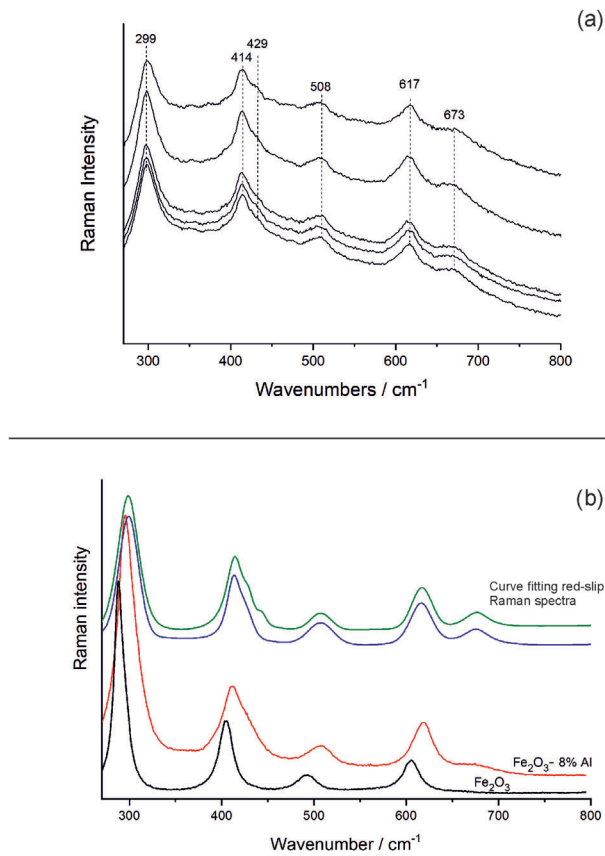 (a)
299
414
429
508
617
673
Raman Intensity
300
400
500
600
700
800
Wavenumbers / cm⁻¹
(b)
Raman intensity
Curve fitting red-slip
Raman spectra
Fe₂O₃- 8% Al
Fe₂O₃
300
400
500
600
700
800
Wavenumber / cm⁻¹